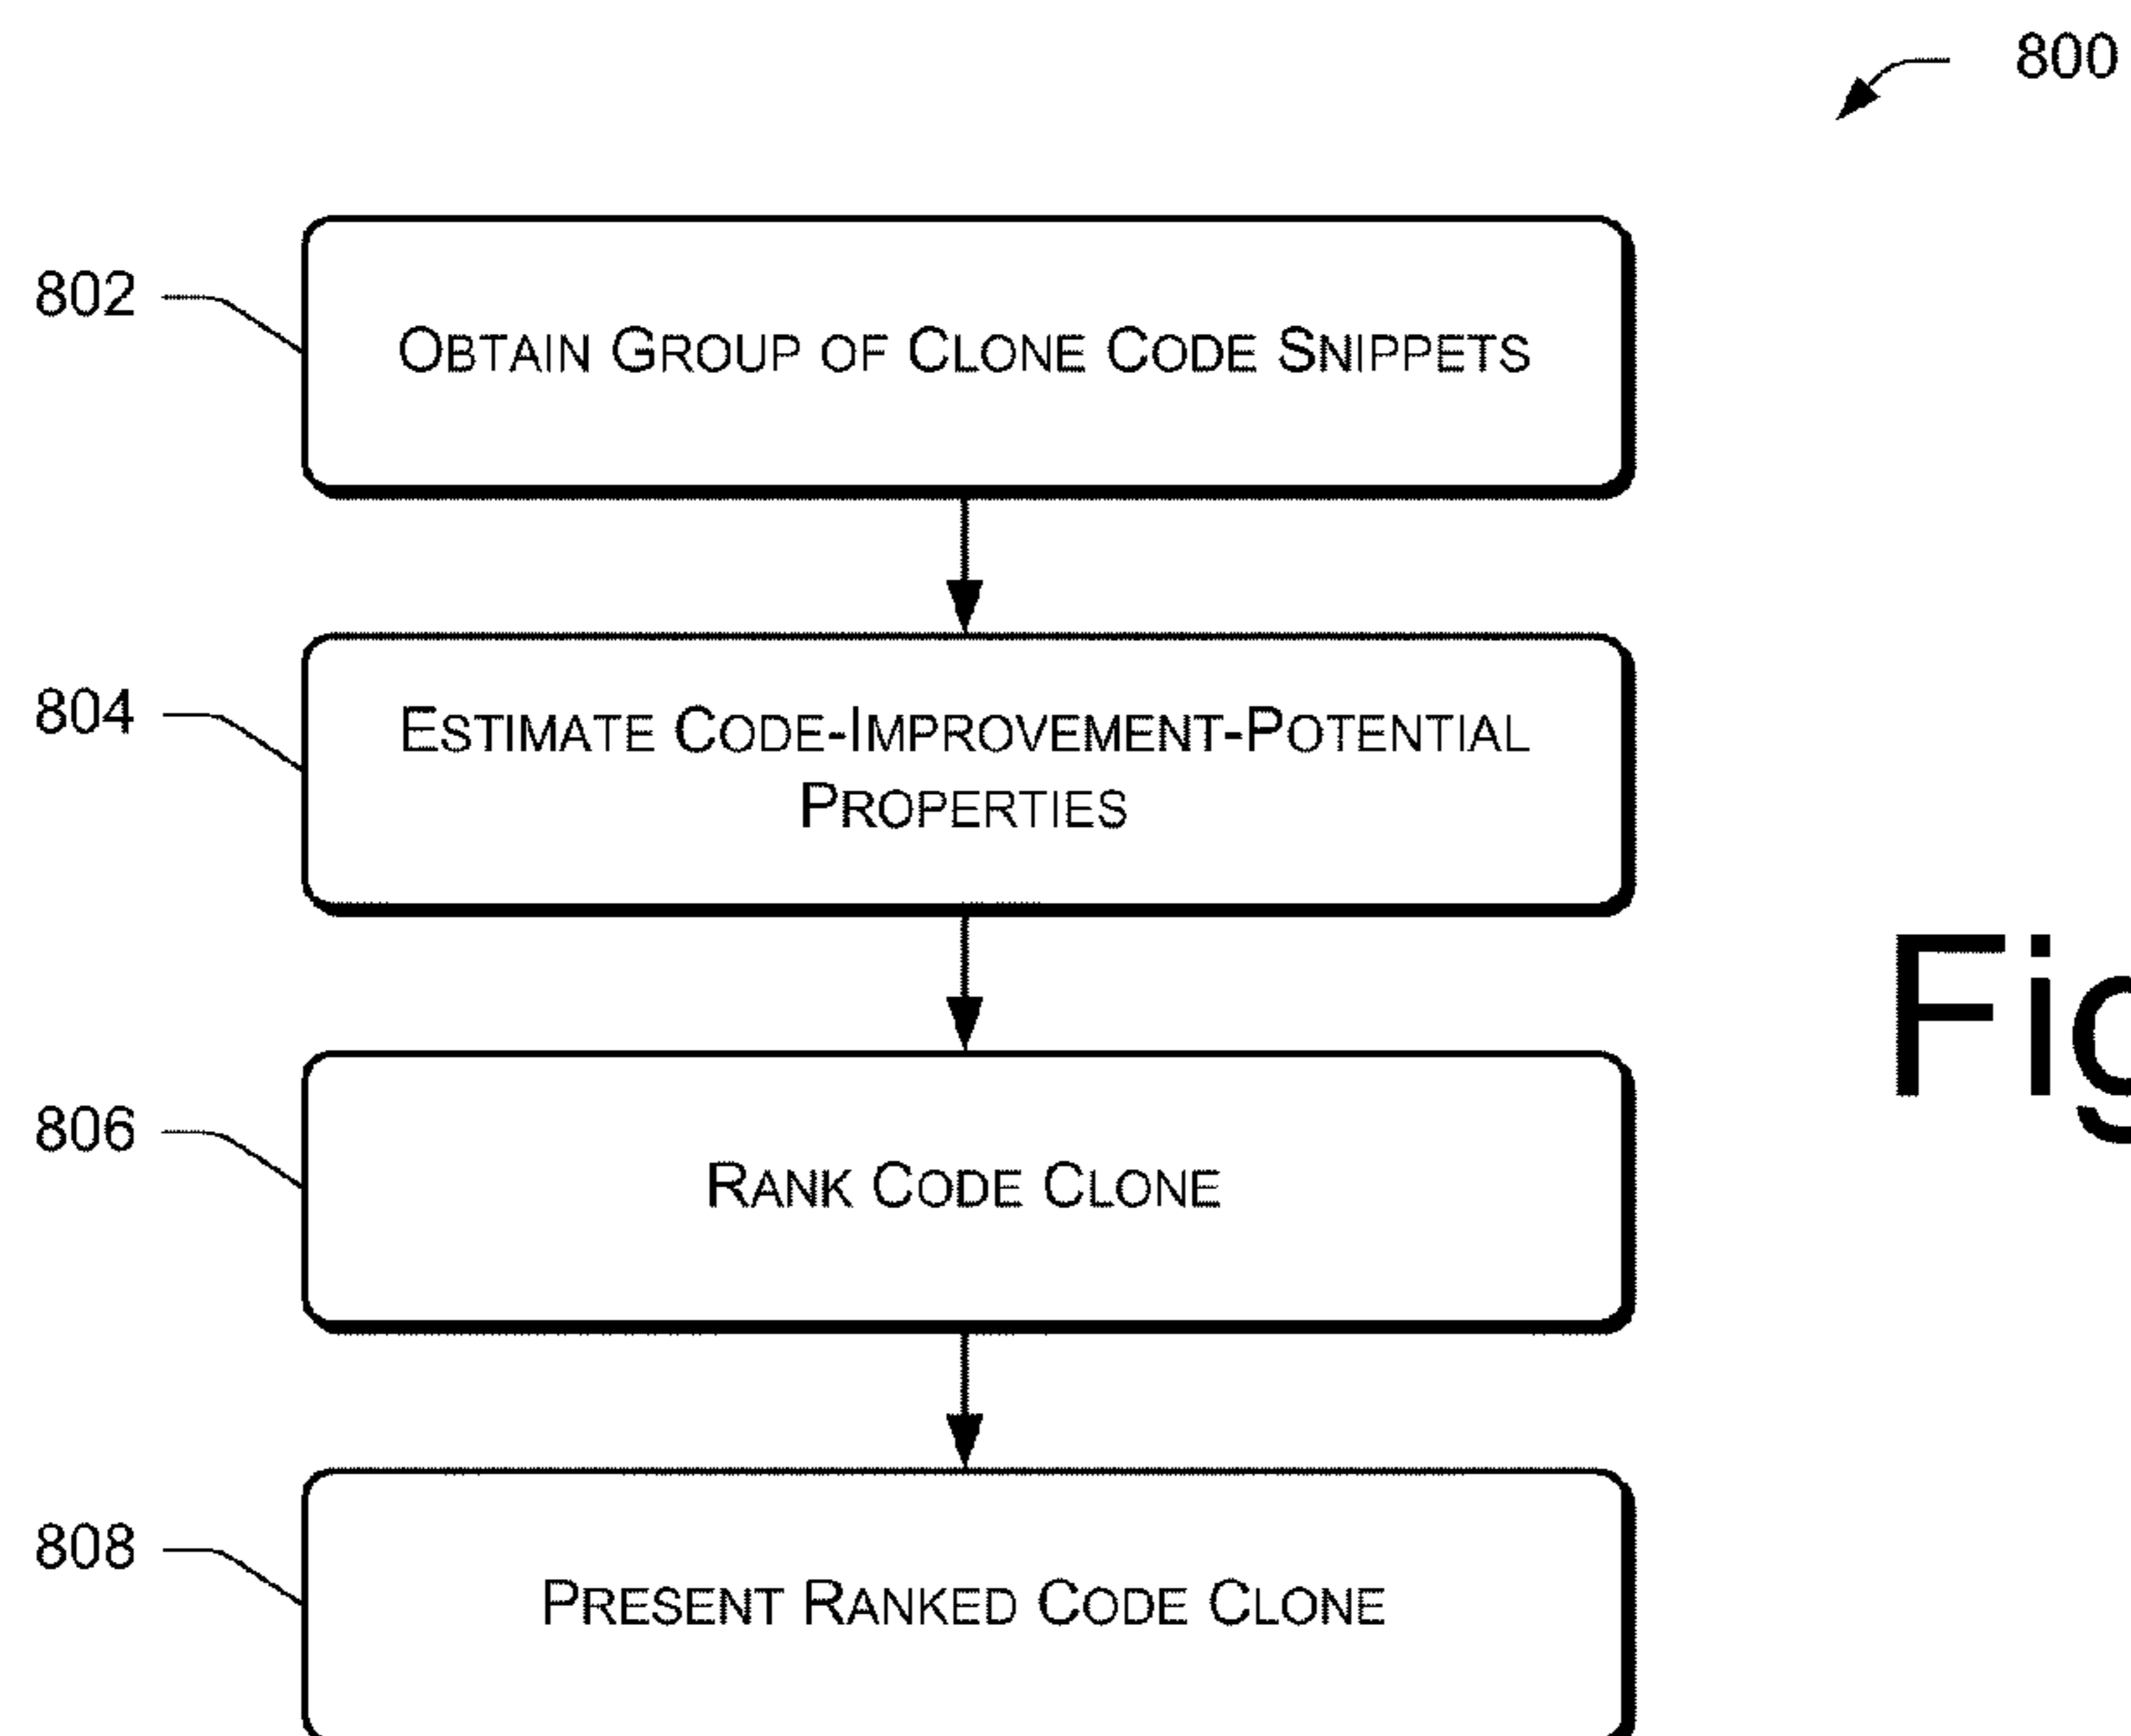 800
802
OBTAIN GROUP OF CLONE CODE SNIPPETS
804
ESTIMATE CODE-IMPROVEMENT-POTENTIAL
PROPERTIES
806
RANK CODE CLONE
808
PRESENT RANKED CODE CLONE